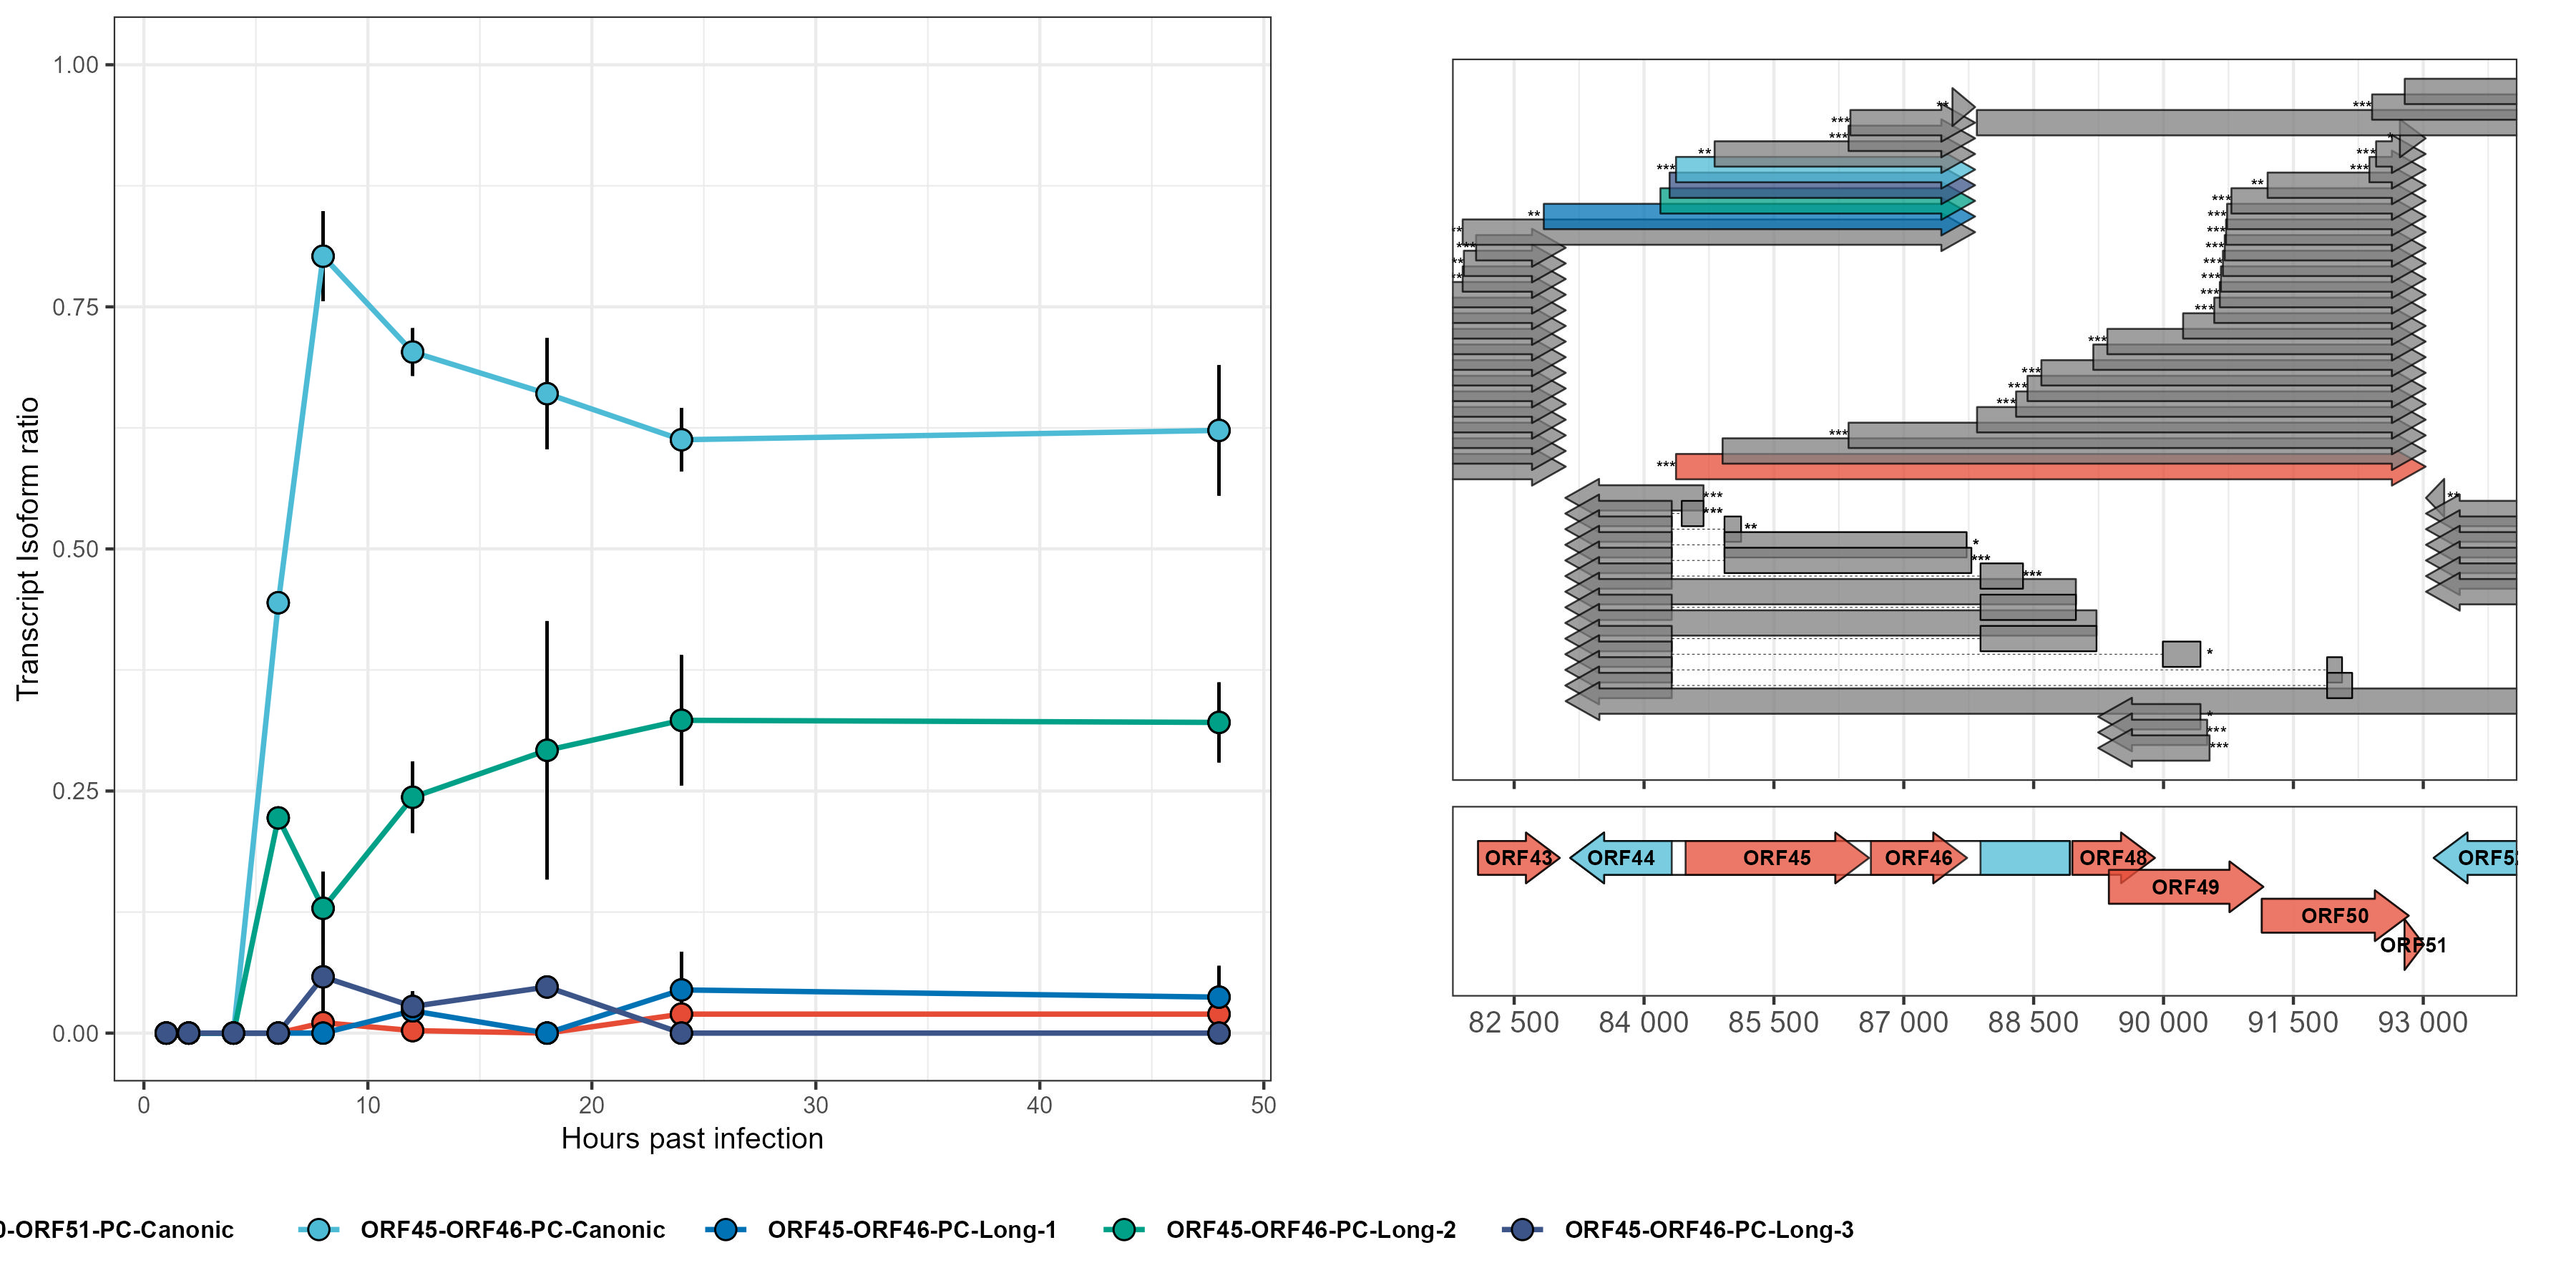 1.00
0.75
0.50
0.25
0.00
Transcript Isoform ratio
0 10 20 30 40 50
Hours past infection
ORF43 ORF44 ORF45 ORF46 ORF48
ORF49
ORF50
ORF51
82 500 84 000 85 500 87 000 88 500 90 000 91 500 93 000
-ORF51-PC-Canonic ORF45-ORF46-PC-Canonic ORF45-ORF46-PC-Long-1 ORF45-ORF46-PC-Long-2 ORF45-ORF46-PC-Long-3